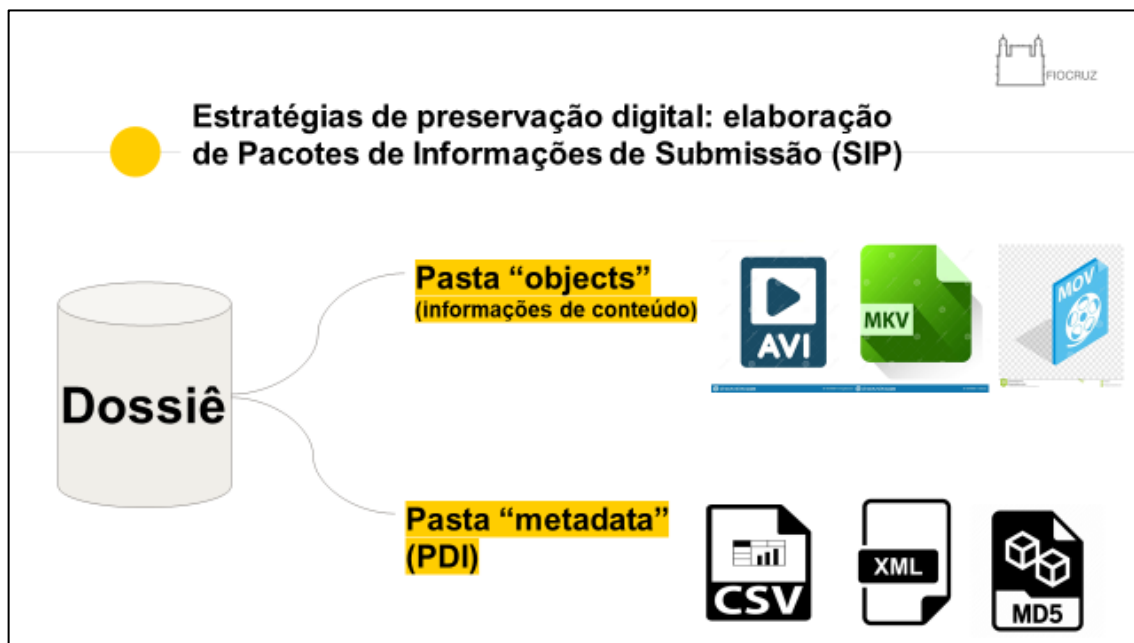 FIOCRUZ
Estratégias de preservação digital: elaboração
de Pacotes de Informações de Submissão (SIP)
Dossiê
Pasta “objects”
(informações de conteúdo)
AVI
MKV
MOV
Pasta “metadata”
(PDI)
CSV
XML
MD5